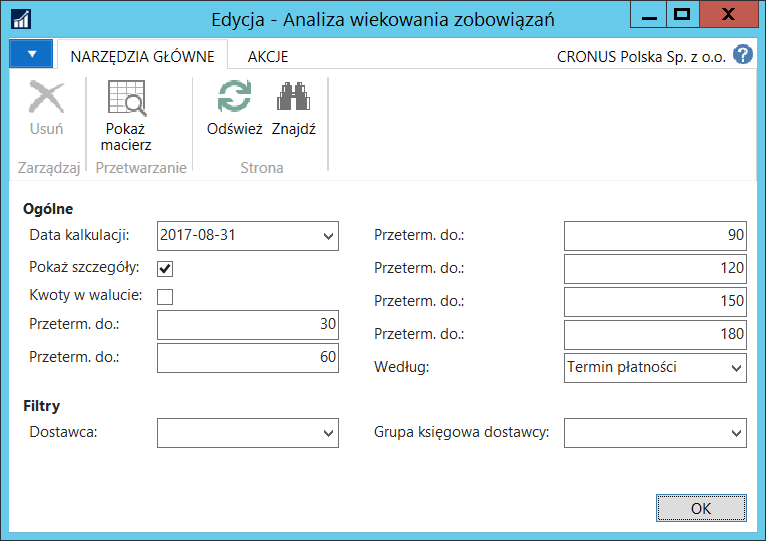 Edycja - Analiza wiekowania zobowiązań
NARZĘDZIA GŁÓWNE
AKCJE
CRONUS Polska Sp. z o.o.
?
Usuń
Pokaż
macierz
Odśwież
Znajdź
Zarządzaj
Przetwarzanie
Strona
Ogólne
Data kalkulacji:
2017-08-31
Pokaż szczegóły:
Kwoty w walucie:
Przeterm. do.:
30
Przeterm. do.:
60
Przeterm. do.:
90
Przeterm. do.:
120
Przeterm. do.:
150
Przeterm. do.:
180
Według:
Termin płatności
Filtry
Dostawca:
Grupa księgowa dostawcy:
OK